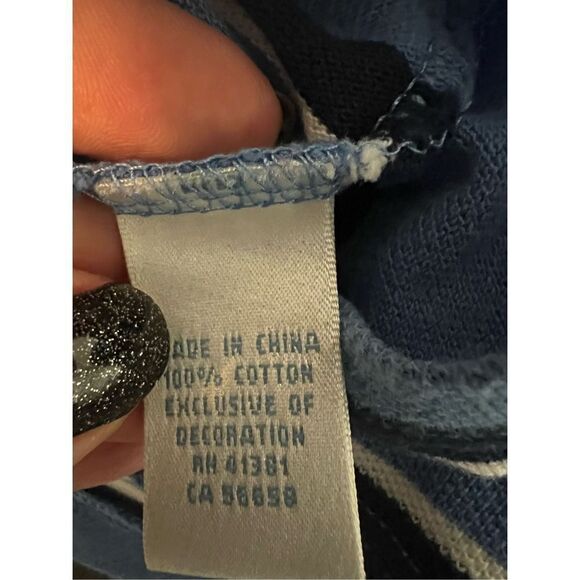 MADE IN CHINA
100% COTTON
EXCLUSIVE OF
DECORATION
RN 41381
CA 56658